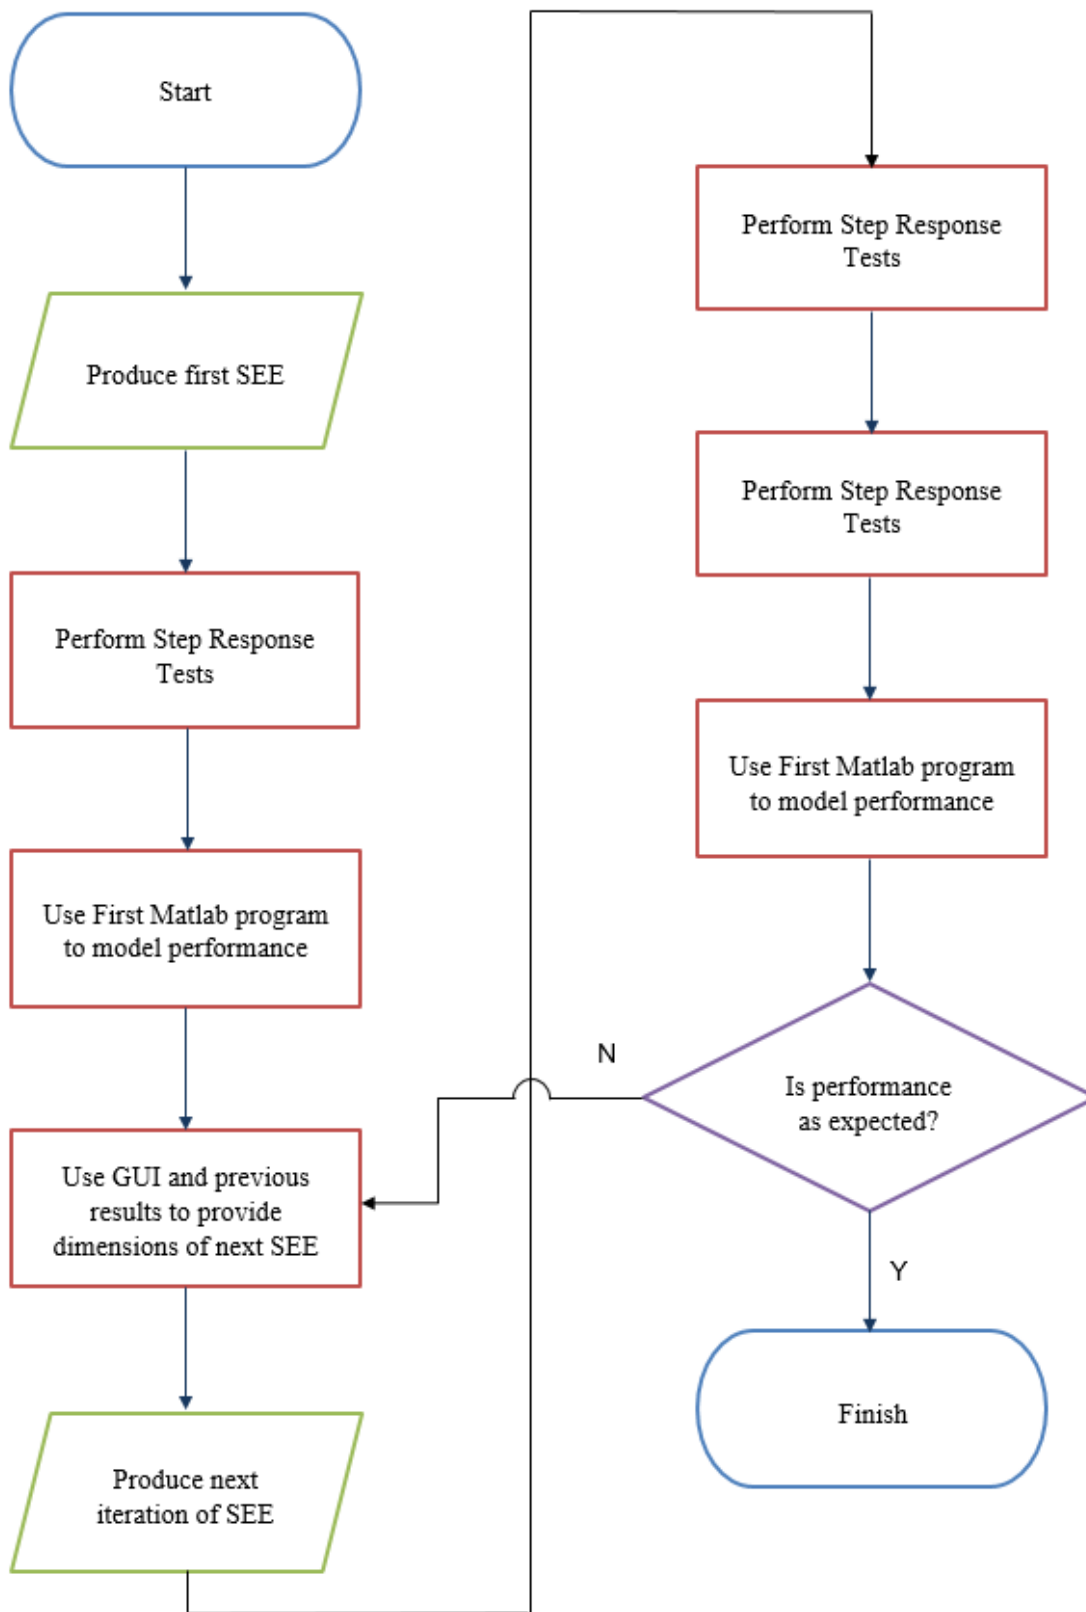 Start
Produce first SEE
Perform Step Response
Tests
Use First Matlab program
to model performance
Use GUI and previous
results to provide
dimensions of next SEE
Produce next
iteration of SEE
Perform Step Response
Tests
Perform Step Response
Tests
Use First Matlab program
to model performance
Is performance
as expected?
N
Y
Finish